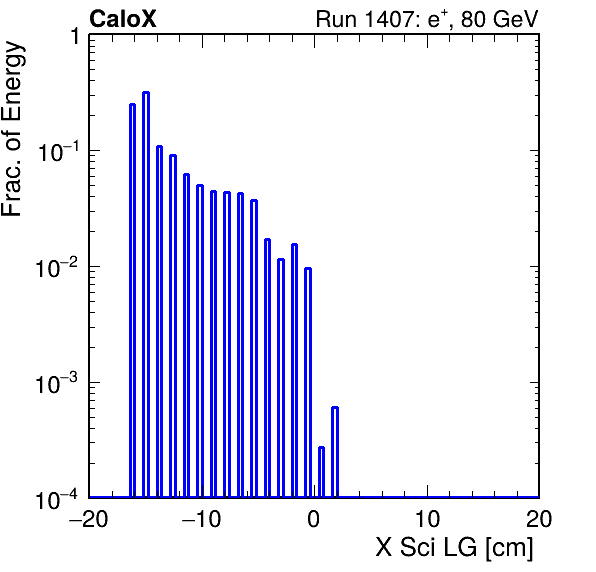 CaloX Run 1407: e⁺, 80 GeV
Frac. of Energy
1
10⁻¹
10⁻²
10⁻³
10⁻⁴
−20 −10 0 10 20
X Sci LG [cm]